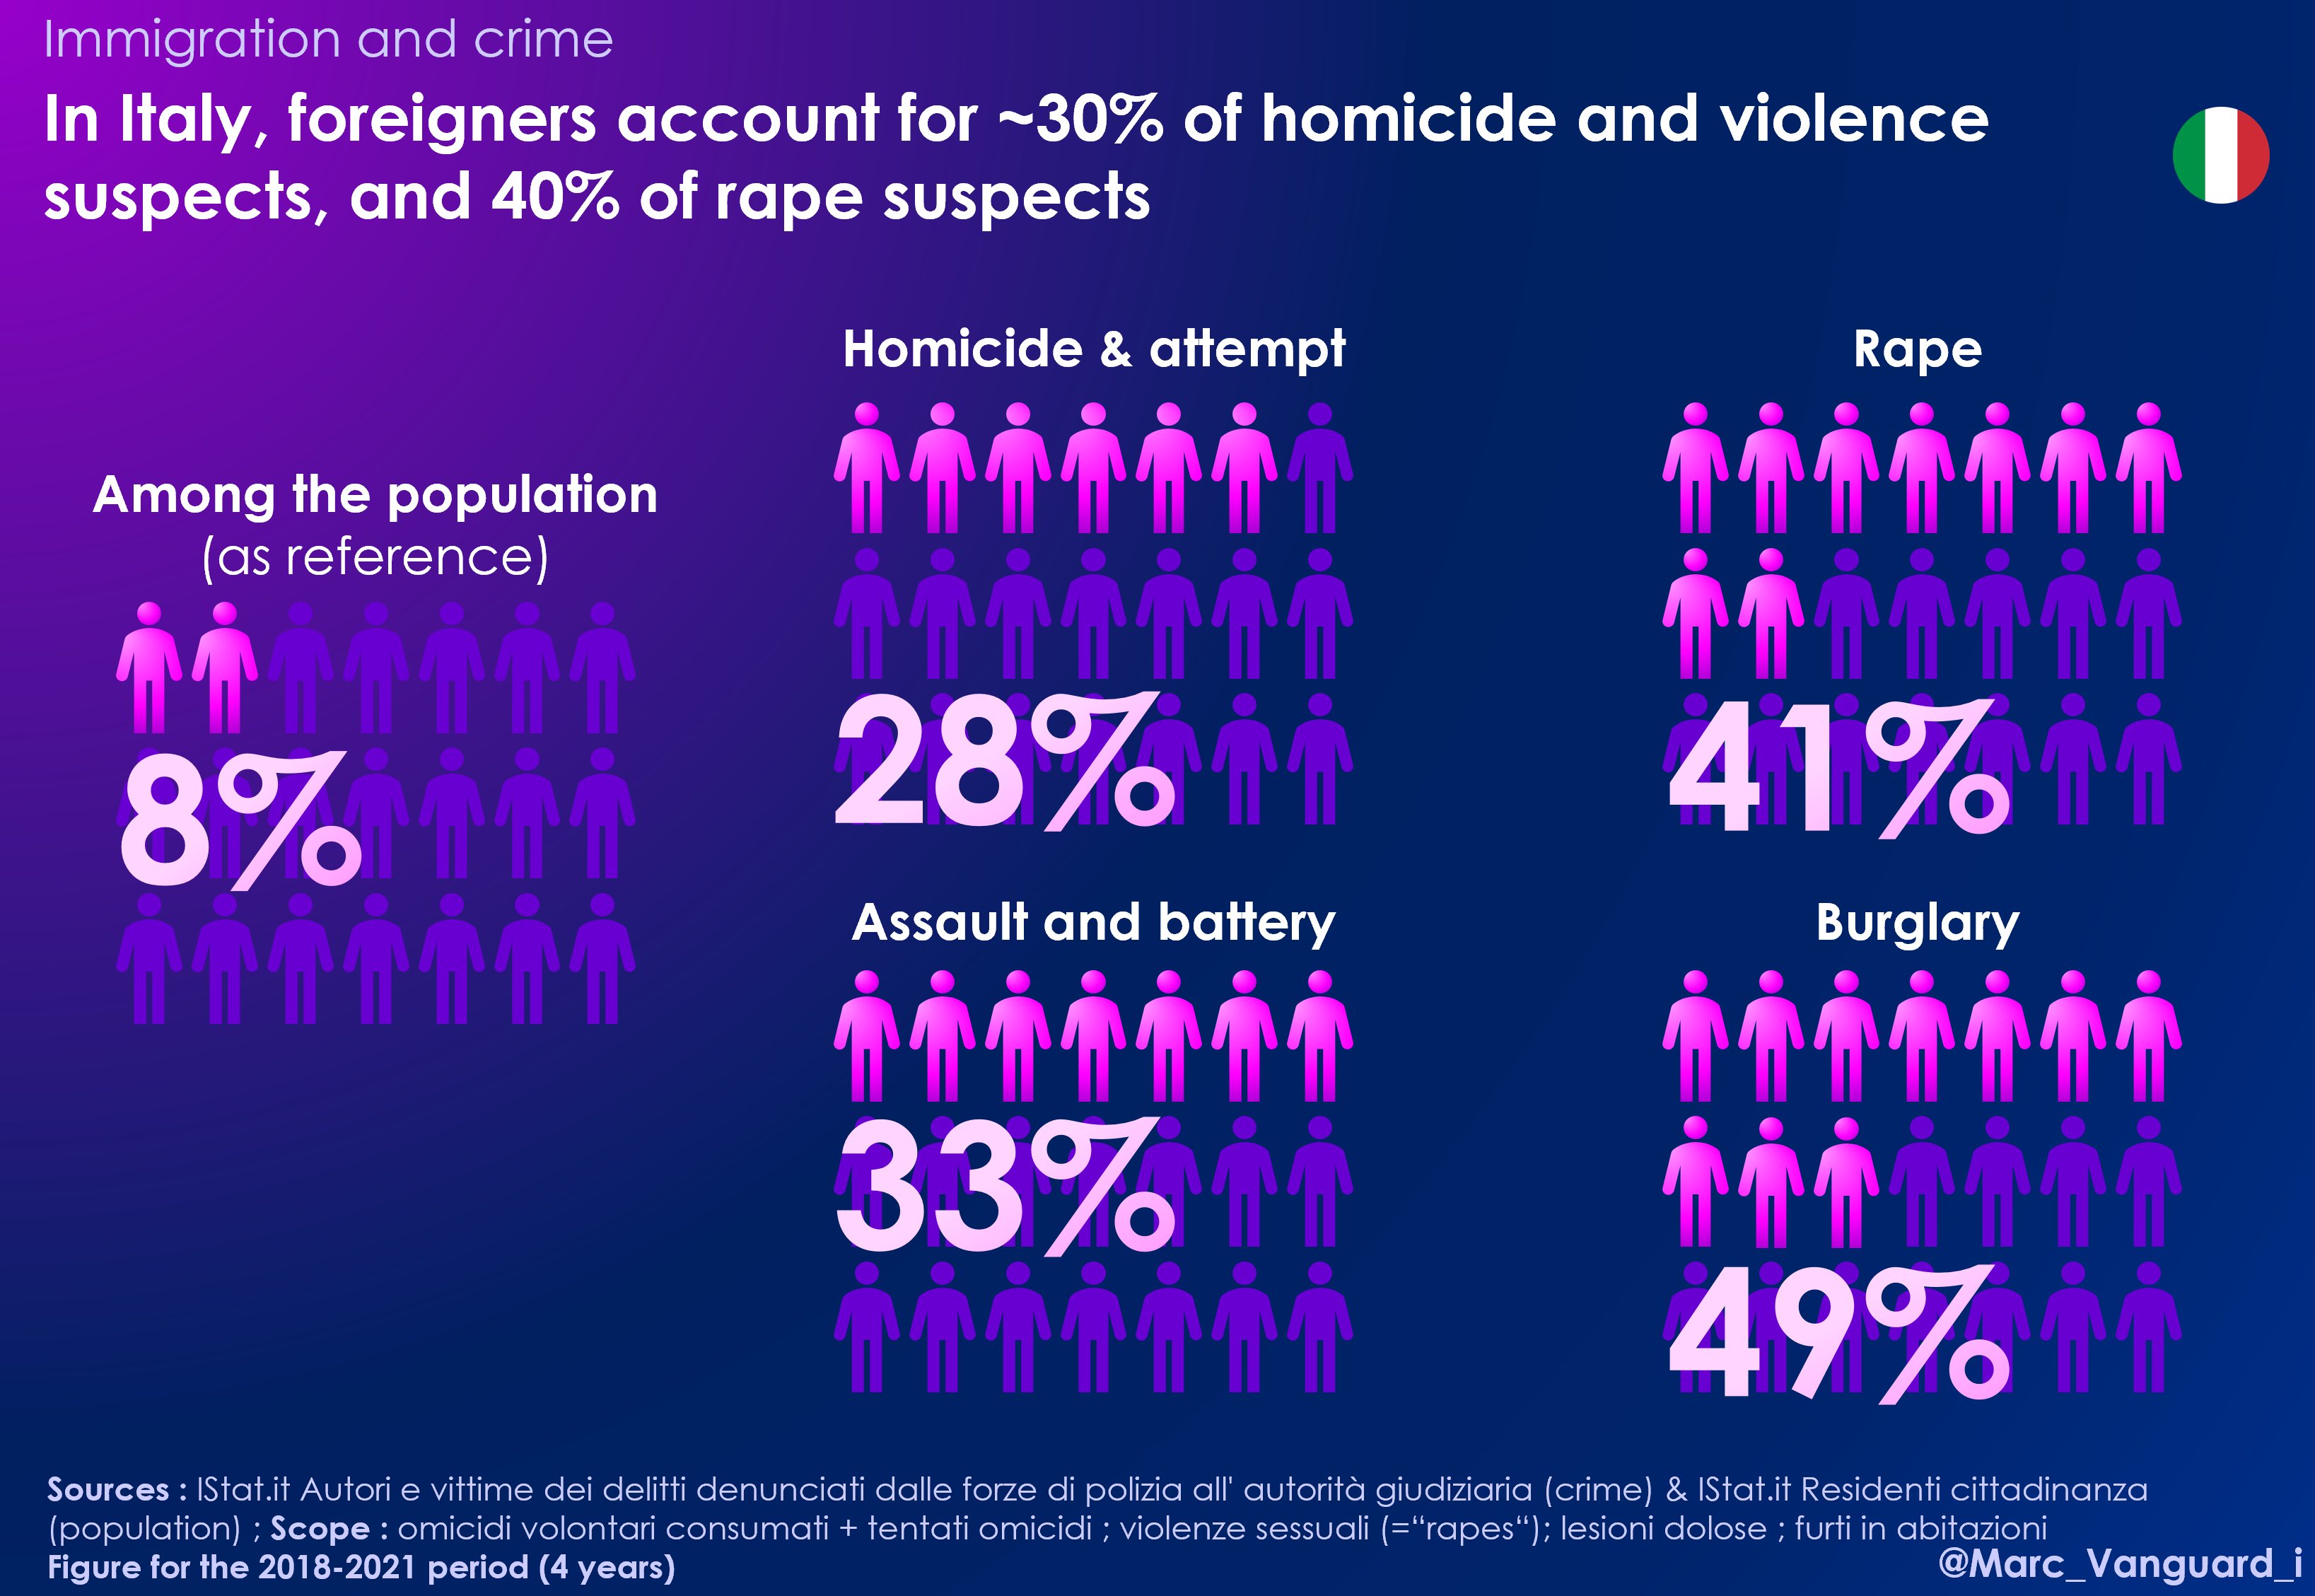 Immigration and crime
In Italy, foreigners account for ~30% of homicide and violence
suspects, and 40% of rape suspects
Among the population
(as reference)
8%
Homicide & attempt
28%
Rape
41%
Assault and battery
33%
Burglary
49%
Sources : IStat.it Autori e vittime dei delitti denunciati dalle forze di polizia all' autorità giudiziaria (crime) & IStat.it Residenti cittadinanza
(population) ; Scope : omicidi volontari consumati + tentati omicidi ; violenze sessuali (=“rapes“); lesioni dolose ; furti in abitazioni
Figure for the 2018-2021 period (4 years)
@Marc_Vanguard_i